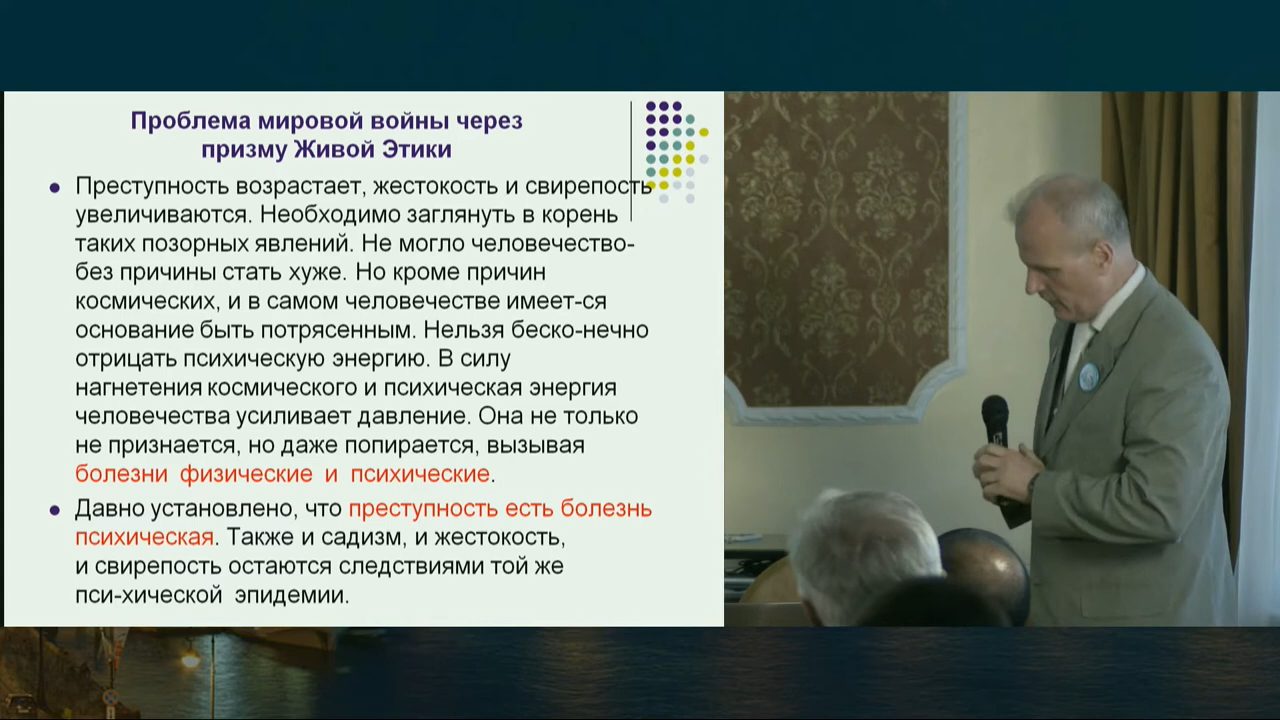 Проблема мировой войны через
призму Живой Этики
Преступность возрастает, жестокость и свирепость
увеличиваются. Необходимо заглянуть в корень
таких позорных явлений. Не могло человечество-
без причины стать хуже. Но кроме причин
космических, и в самом человечестве имеет-ся
основание быть потрясенным. Нельзя беско-нечно
отрицать психическую энергию. В силу
нагнетения космического и психическая энергия
человечества усиливает давление. Она не только
не признается, но даже попирается, вызывая
болезни физические и психические.
Давно установлено, что преступность есть болезнь
психическая. Также и садизм, и жестокость,
и свирепость остаются следствиями той же
пси-хической эпидемии.